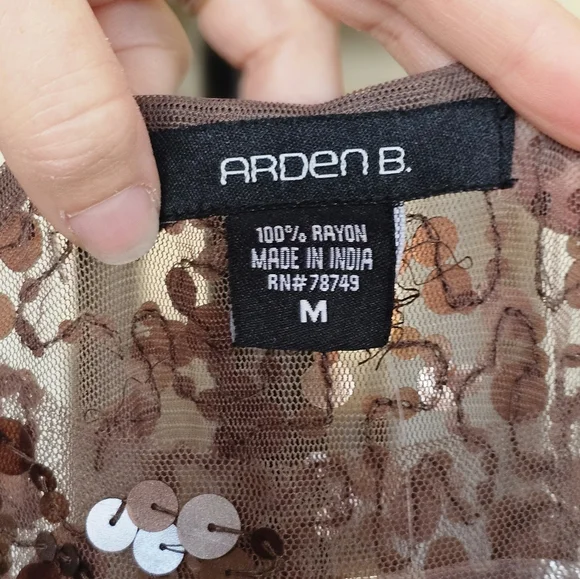 ARDEN B.
100% RAYON
MADE IN INDIA
RN#78749
M